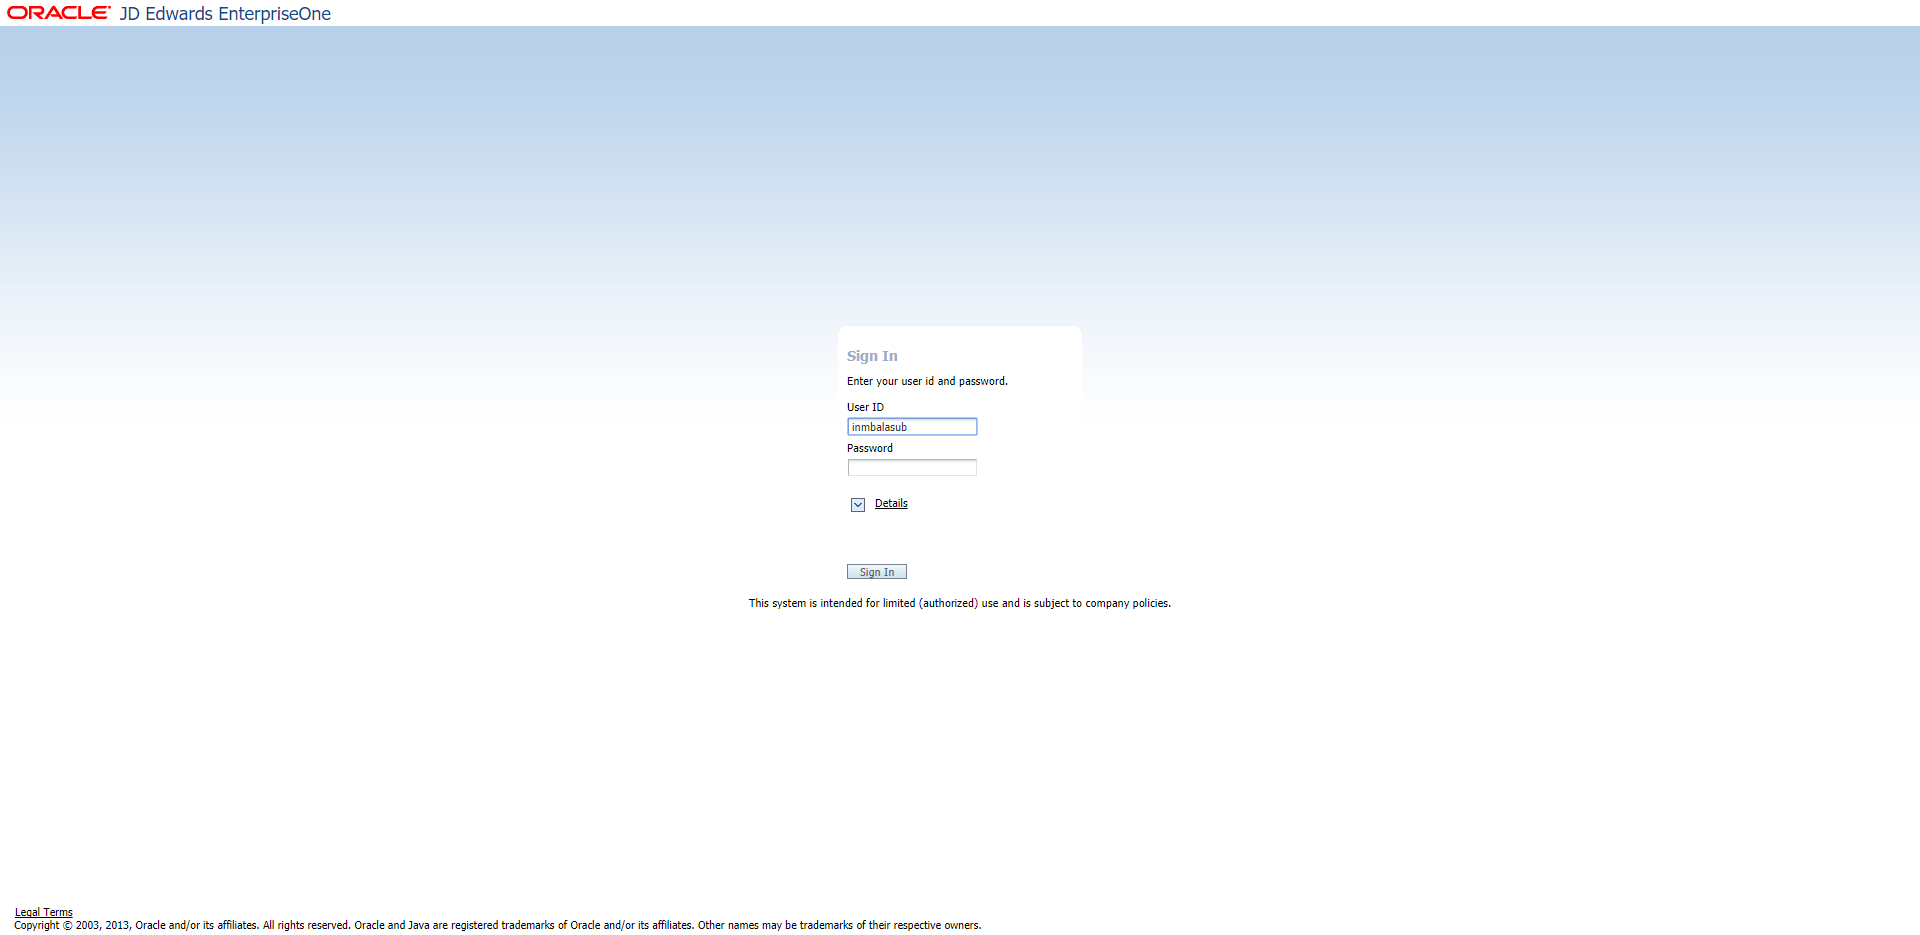 ORACLE JD Edwards EnterpriseOne
Sign In
Enter your user id and password.
User ID
inmbalasub
Password
Details
Sign In
This system is intended for limited (authorized) use and is subject to company policies.
Legal Terms
Copyright © 2003, 2013, Oracle and/or its affiliates. All rights reserved. Oracle and Java are registered trademarks of Oracle and/or its affiliates. Other names may be trademarks of their respective owners.